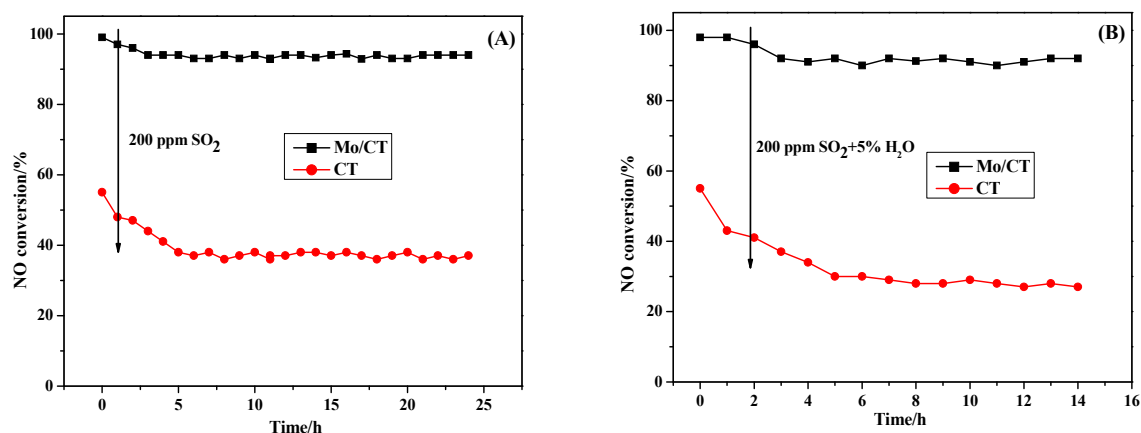 (A)
NO conversion/%
100
80
60
40
20
0
200 ppm SO2
Mo/CT
CT
0 5 10 15 20 25
Time/h
(B)
NO conversion/%
100
80
60
40
20
0
200 ppm SO2+5% H2O
Mo/CT
CT
0 2 4 6 8 10 12 14 16
Time/h